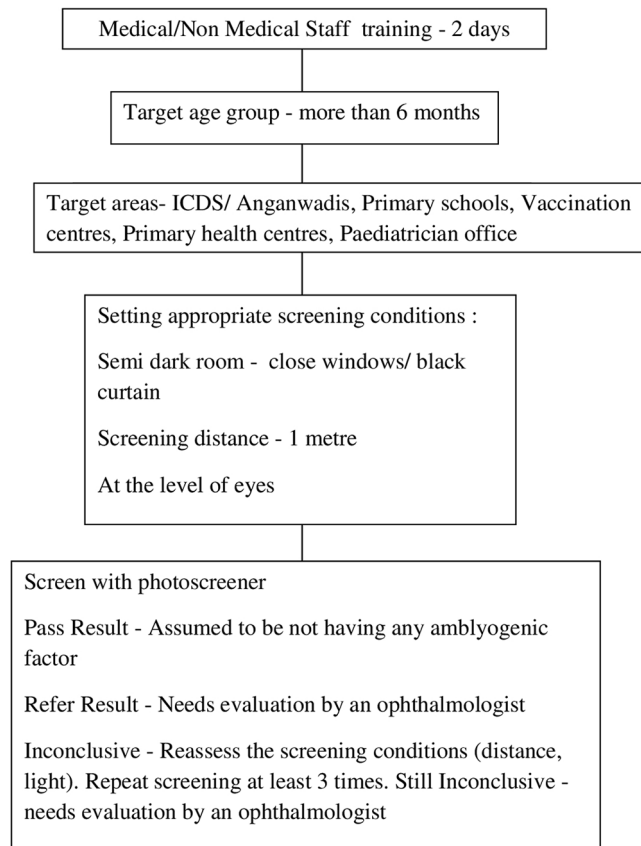 Medical/Non Medical Staff training - 2 days
Target age group - more than 6 months
Target areas- ICDS/ Anganwadis, Primary schools, Vaccination
centres, Primary health centres, Paediatrician office
Setting appropriate screening conditions :
Semi dark room - close windows/ black
curtain
Screening distance - 1 metre
At the level of eyes
Screen with photoscreener
Pass Result - Assumed to be not having any amblyogenic
factor
Refer Result - Needs evaluation by an ophthalmologist
Inconclusive - Reassess the screening conditions (distance,
light). Repeat screening at least 3 times. Still Inconclusive -
needs evaluation by an ophthalmologist